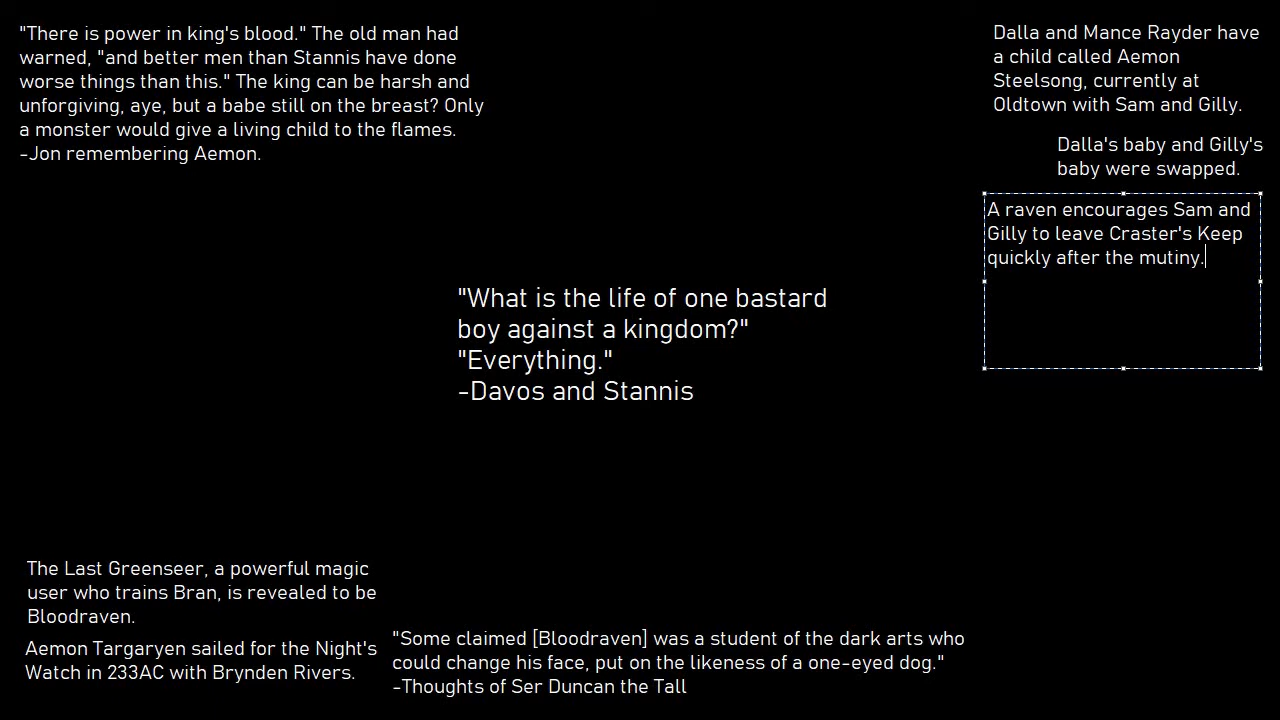 "There is power in king's blood." The old man had
warned, "and better men than Stannis have done
worse things than this." The king can be harsh and
unforgiving, aye, but a babe still on the breast? Only
a monster would give a living child to the flames.
-Jon remembering Aemon.
Dalla and Mance Rayder have
a child called Aemon
Steelsong, currently at
Oldtown with Sam and Gilly.
Dalla's baby and Gilly's
baby were swapped.
A raven encourages Sam and
Gilly to leave Craster's Keep
quickly after the mutiny.
"What is the life of one bastard
boy against a kingdom?"
"Everything."
-Davos and Stannis
The Last Greenseer, a powerful magic
user who trains Bran, is revealed to be
Bloodraven.
Aemon Targaryen sailed for the Night's
Watch in 233AC with Brynden Rivers.
"Some claimed [Bloodraven] was a student of the dark arts who
could change his face, put on the likeness of a one-eyed dog."
-Thoughts of Ser Duncan the Tall